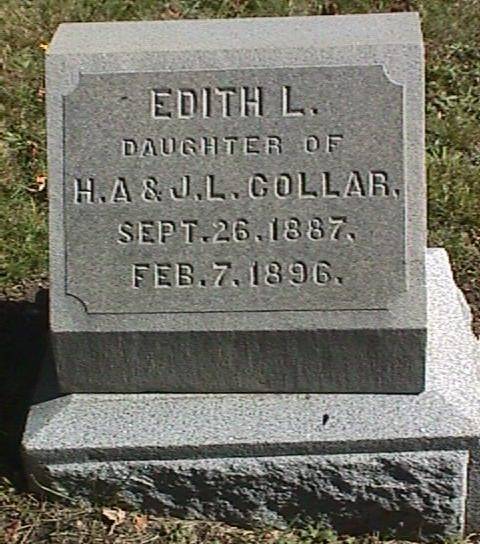 EDITH L.
DAUGHTER OF
H.A & J.L. COLLAR.
SEPT. 26. 1887.
FEB. 7. 1896.